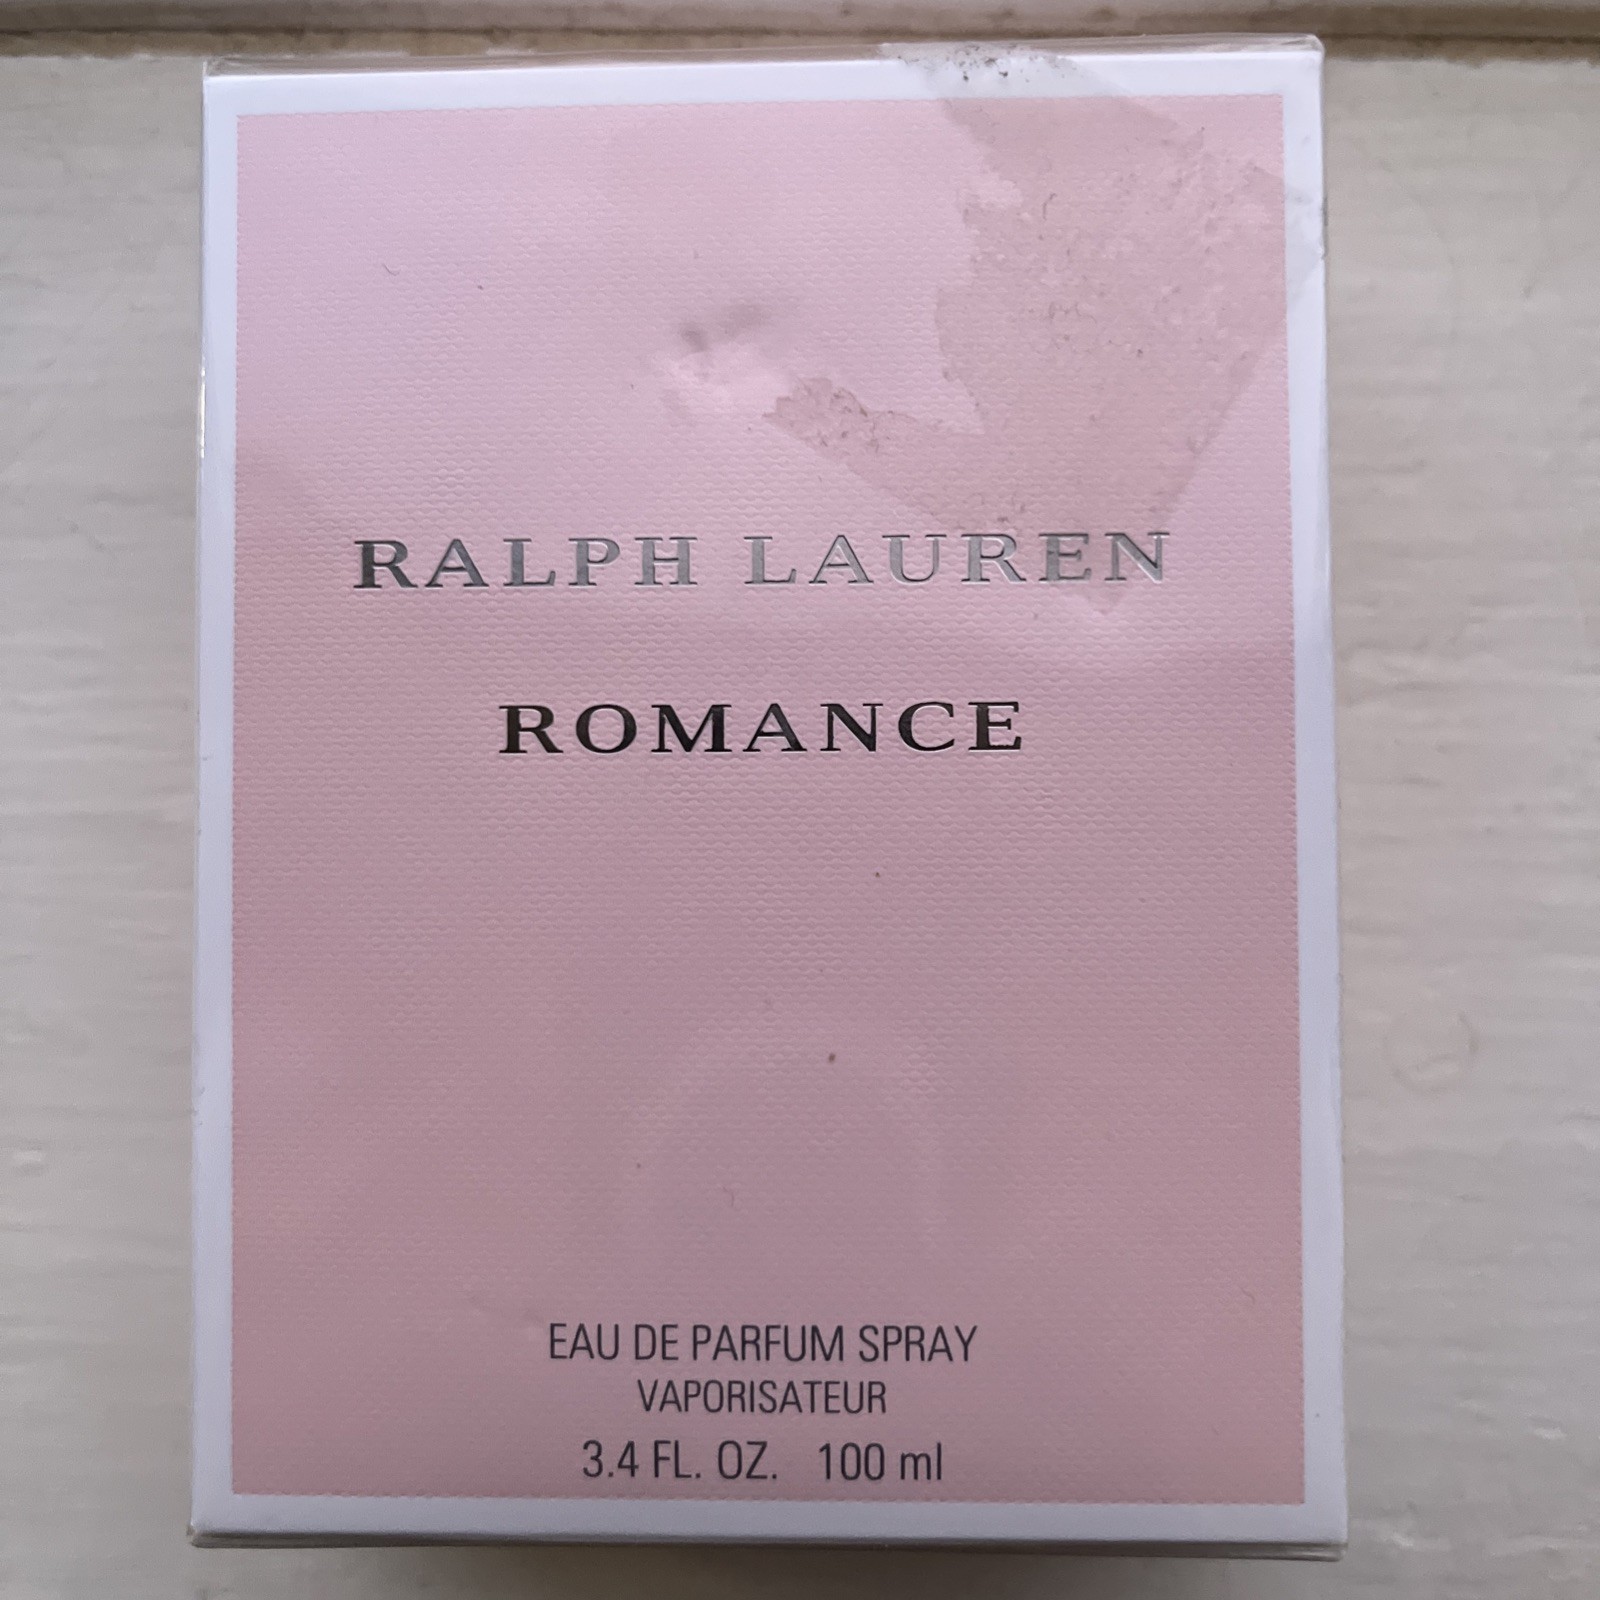 RALPH LAUREN
ROMANCE
EAU DE PARFUM SPRAY
VAPORISATEUR
3.4 FL. OZ. 100 ml